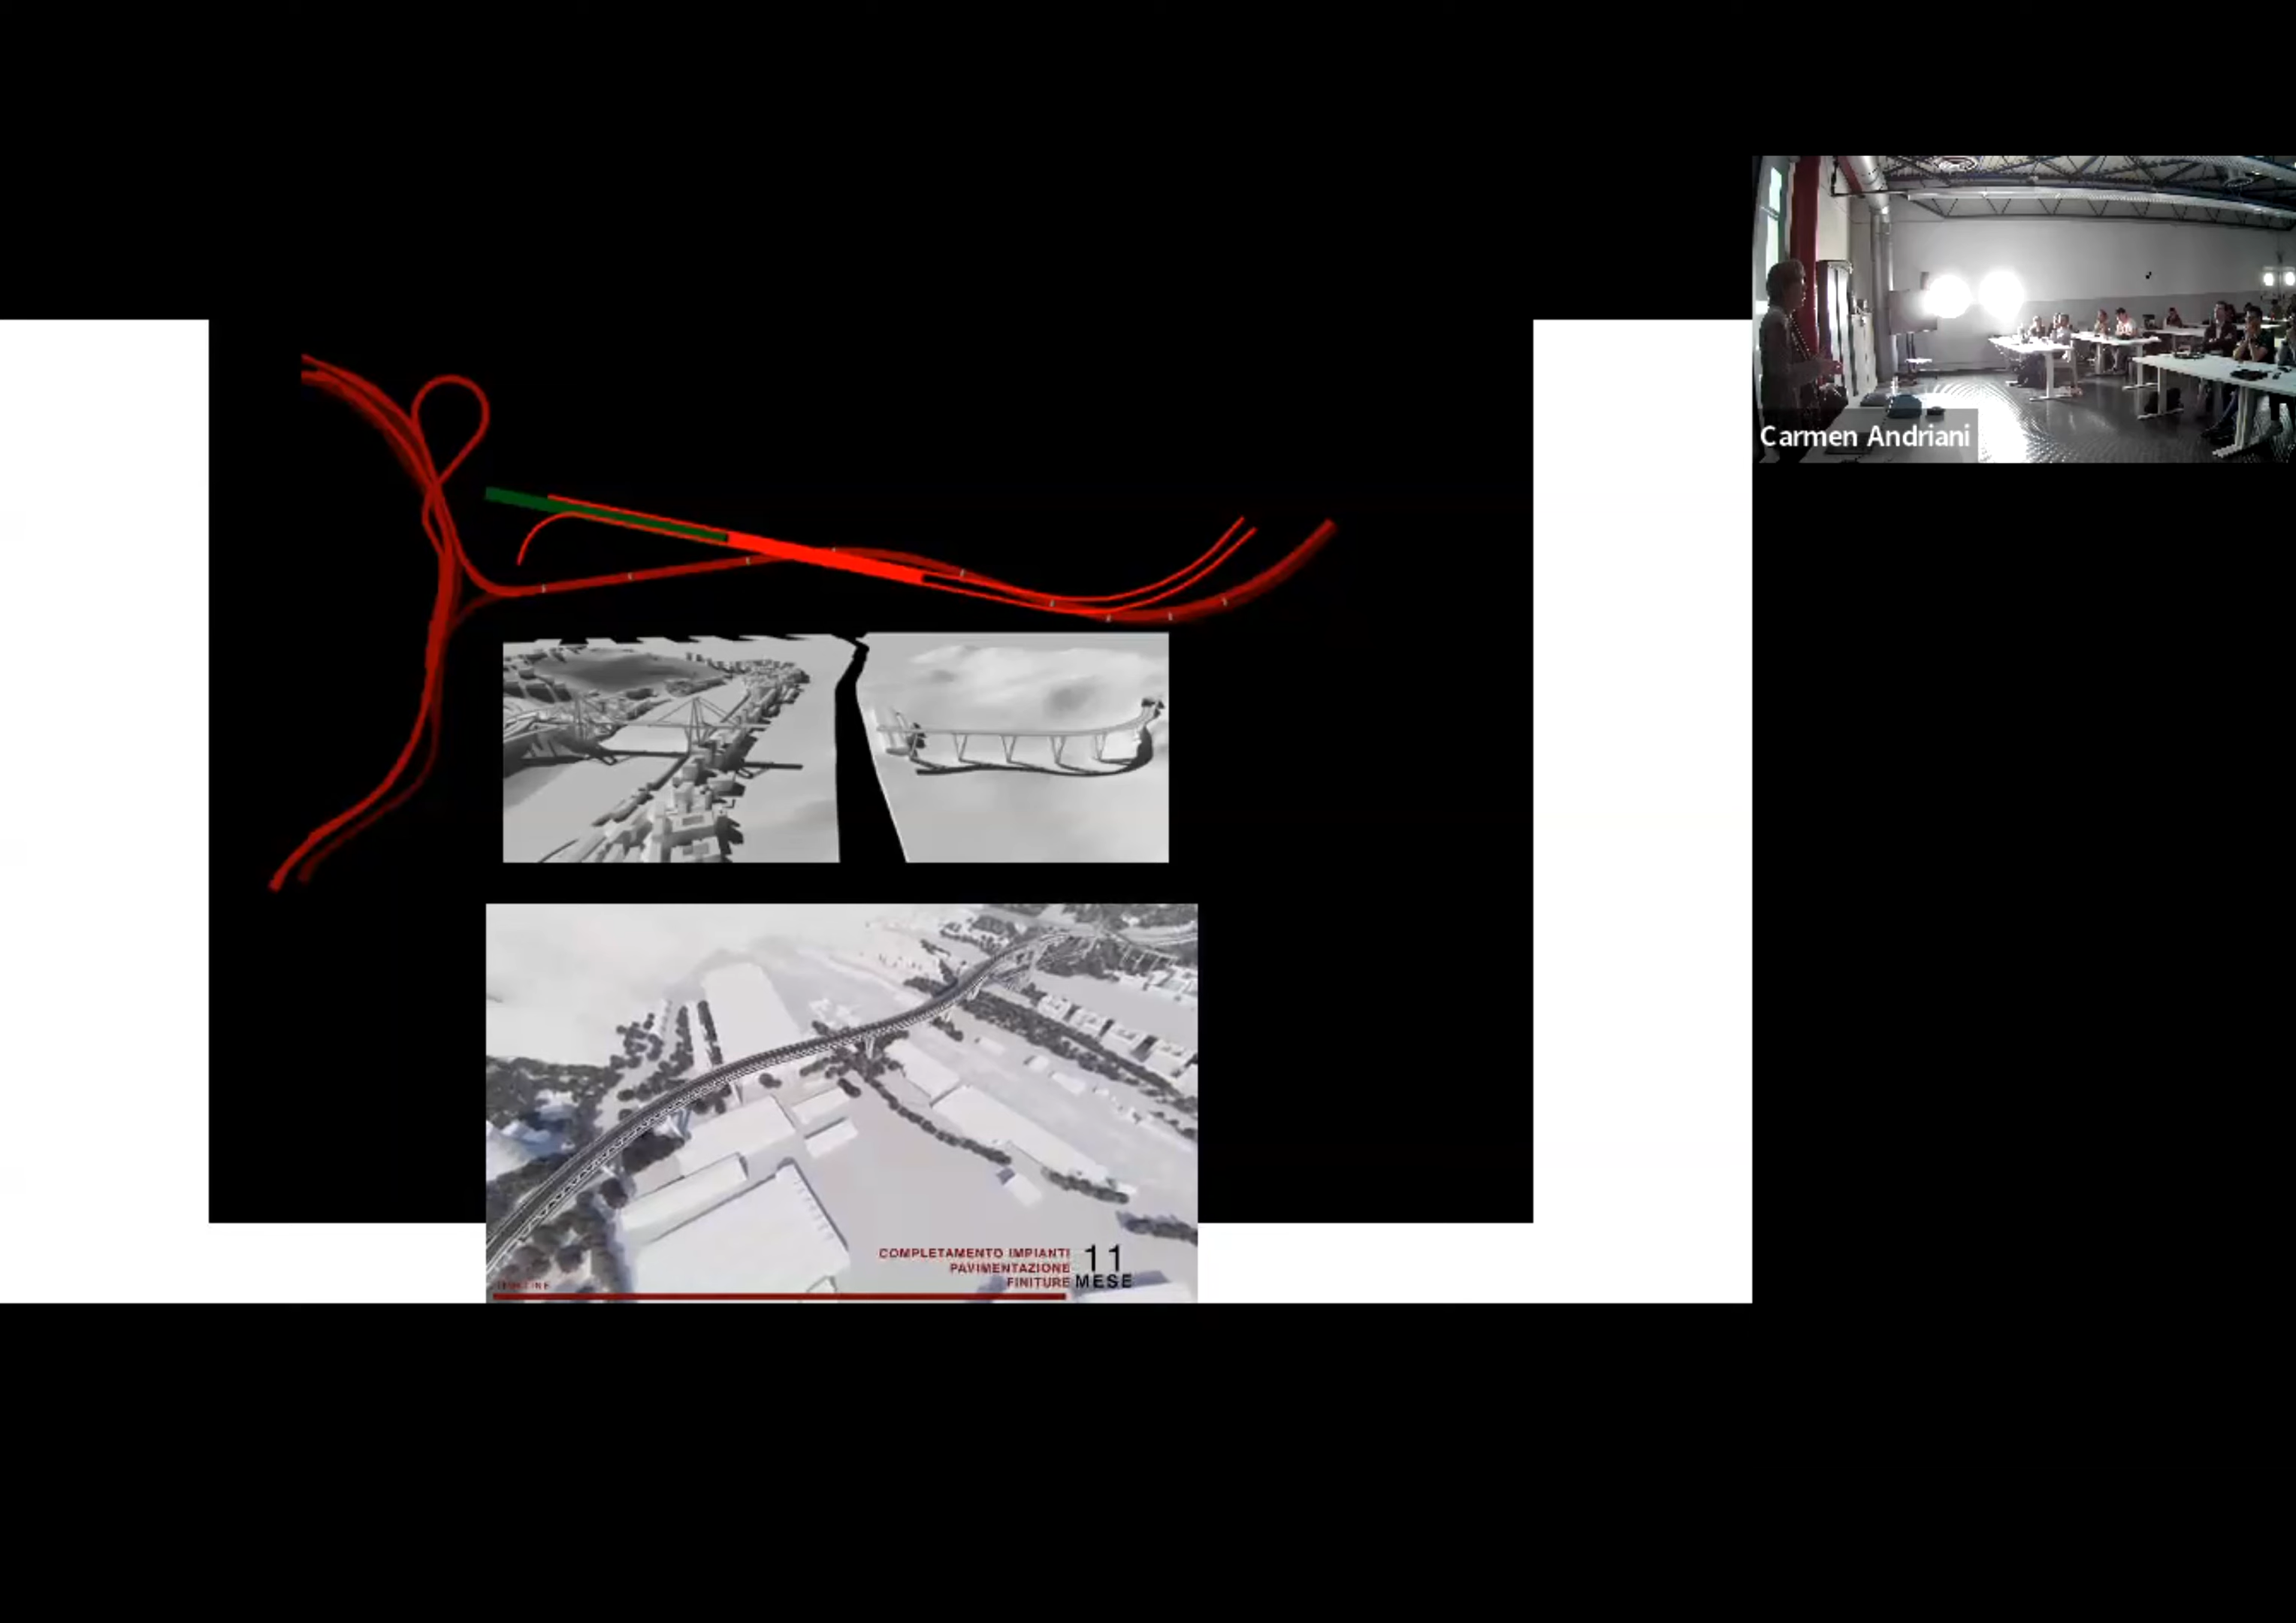 Carmen Andriani
COMPLETAMENTO IMPIANTI
PAVIMENTAZIONE
FINITURE
11
MESE